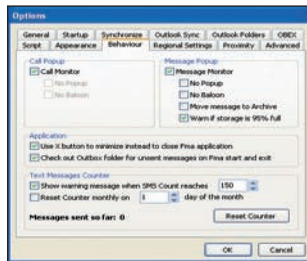 Options
General Startup Synchronize Outlook Sync Outlook Folders OBEX
Script Appearance Behaviour Regional Settings Proximity Advanced
Call Popup
Call Monitor
No Popup
No Baloon
Message Popup
Message Monitor
No Popup
No Baloon
Move message to Archive
Warn if storage is 95% full
Application
Use X button to minimize instead to close Fma application
Check out Outbox folder for unsent messages on Fma start and exit
Text Messages Counter
Show warning message when SMS Count reaches 150
Reset Counter monthly on 1 day of the month
Messages sent so far: 0 Reset Counter
OK Cancel